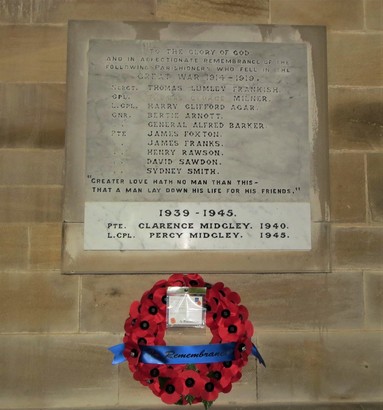 TO THE GLORY OF GOD
AND IN AFFECTIONATE REMEMBRANCE OF THE
FOLLOWING PARISHIONERS WHO FELL IN THE
GREAT WAR 1914-1919.
SERGT. THOMAS LUMLEY FRANKISH.
CPL. MILNER.
L.CPL. HARRY CLIFFORD AGAR
GNR. BERTIE ARNOTT.
GENERAL ALFRED BARKER
PTE JAMES FOXTON.
JAMES FRANKS.
HENRY RAWSON.
DAVID SAWDON.
SYDNEY SMITH.
"GREATER LOVE HATH NO MAN THAN THIS-
THAT A MAN LAY DOWN HIS LIFE FOR HIS FRIENDS."
1939-1945.
PTE. CLARENCE MIDGLEY. 1940.
L.CPL. PERCY MIDGLEY. 1945.
Remembrance